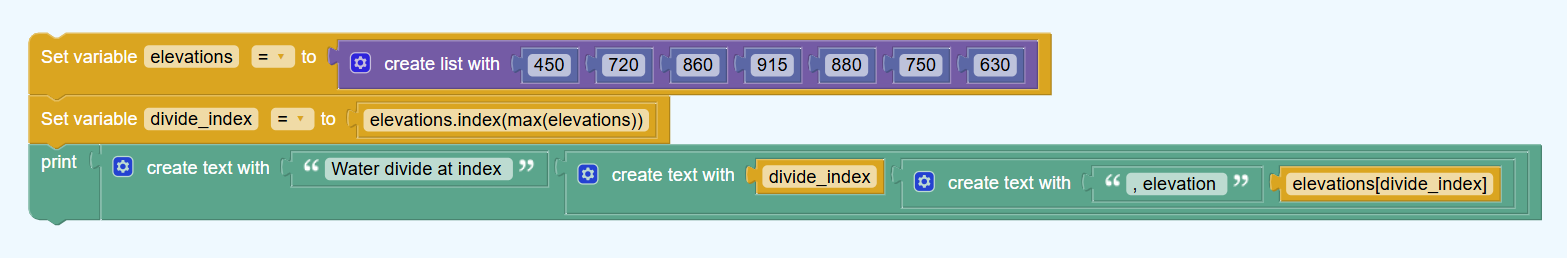 Set variable elevations = to create list with 450 720 860 915 880 750 630
Set variable divide_index = to elevations.index(max(elevations))
print create text with “ Water divide at index ” create text with divide_index create text with “ , elevation ” elevations[divide_index]